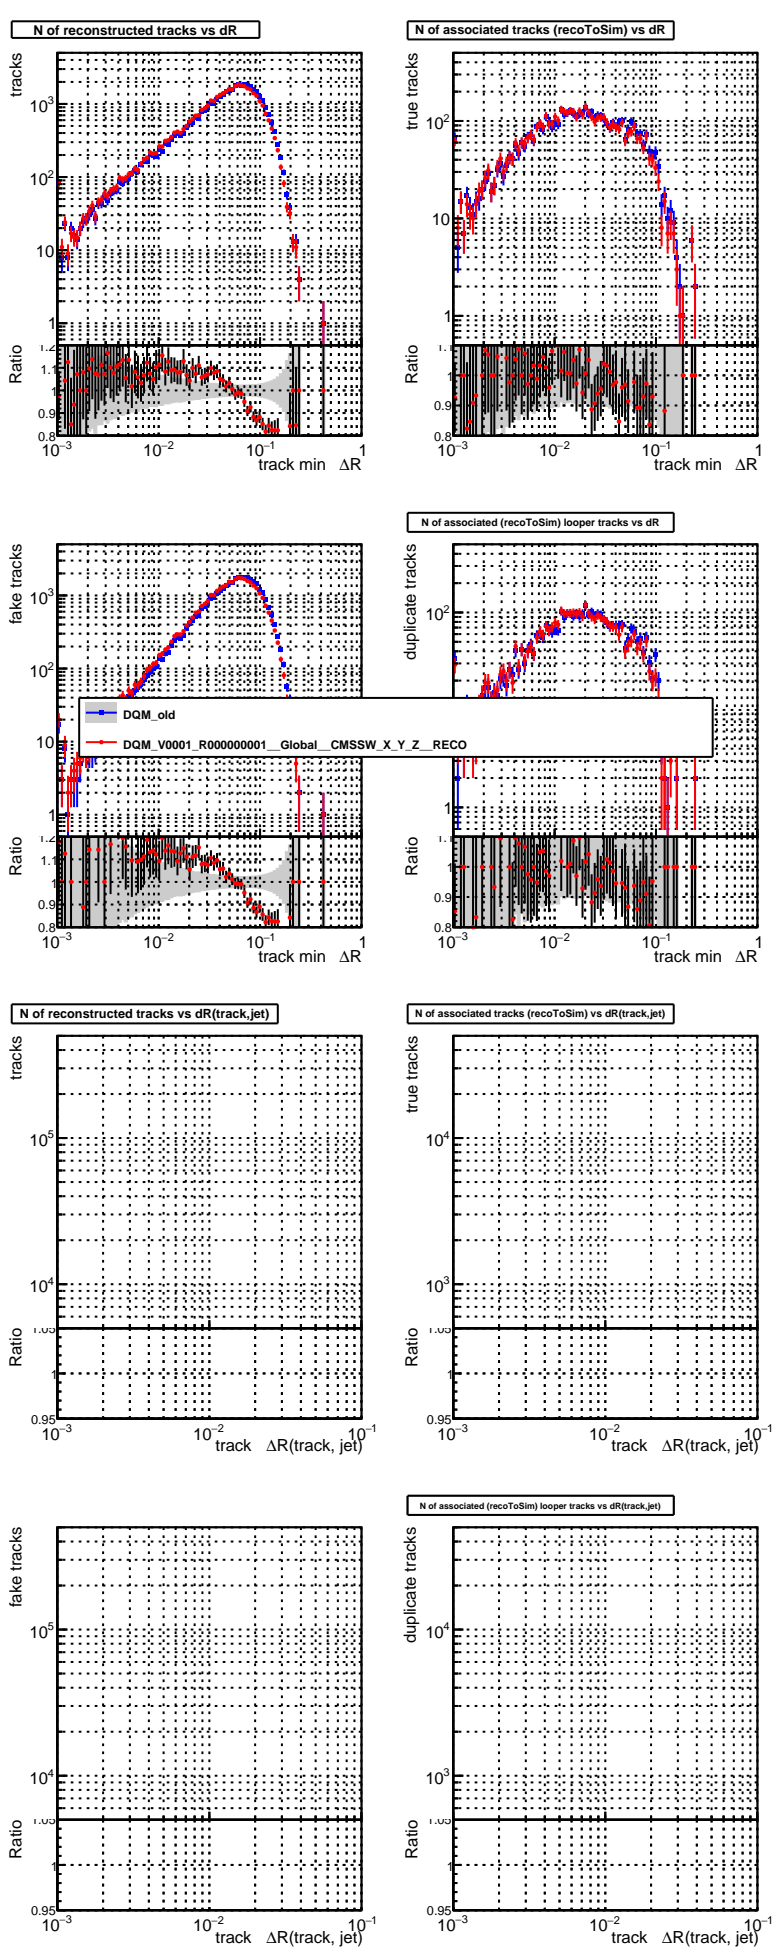 N of reconstructed tracks vs dR
tracks
10³
10²
10
1
Ratio
1.2
1.1
1
0.9
0.8
10⁻³
10⁻²
10⁻¹
1
track min ΔR
N of associated tracks (recoToSim) vs dR
true tracks
10²
10
1
Ratio
1.1
1
0.9
0.8
10⁻³
10⁻²
10⁻¹
1
track min ΔR
fake tracks
10³
10²
10
1
Ratio
1.2
1.1
1
0.9
0.8
10⁻³
10⁻²
10⁻¹
1
track min ΔR
N of associated (recoToSim) looper tracks vs dR
duplicate tracks
10²
1
Ratio
1.1
1
0.9
0.8
10⁻³
10⁻²
10⁻¹
1
track min ΔR
DQM_old
DQM_V0001_R000000001__Global__CMSSW_X_Y_Z__RECO
N of reconstructed tracks vs dR(track,jet)
tracks
10⁵
10⁴
Ratio
1.05
1
0.95
10⁻³
10⁻²
10⁻¹
track ΔR(track, jet)
N of associated tracks (recoToSim) vs dR(track,jet)
true tracks
10⁴
10³
Ratio
1.05
1
0.95
10⁻³
10⁻²
10⁻¹
track ΔR(track, jet)
fake tracks
10⁵
10⁴
Ratio
1.05
1
0.95
10⁻³
10⁻²
10⁻¹
track ΔR(track, jet)
N of associated (recoToSim) looper tracks vs dR(track,jet)
duplicate tracks
10⁴
10³
Ratio
1.05
1
0.95
10⁻³
10⁻²
10⁻¹
track ΔR(track, jet)